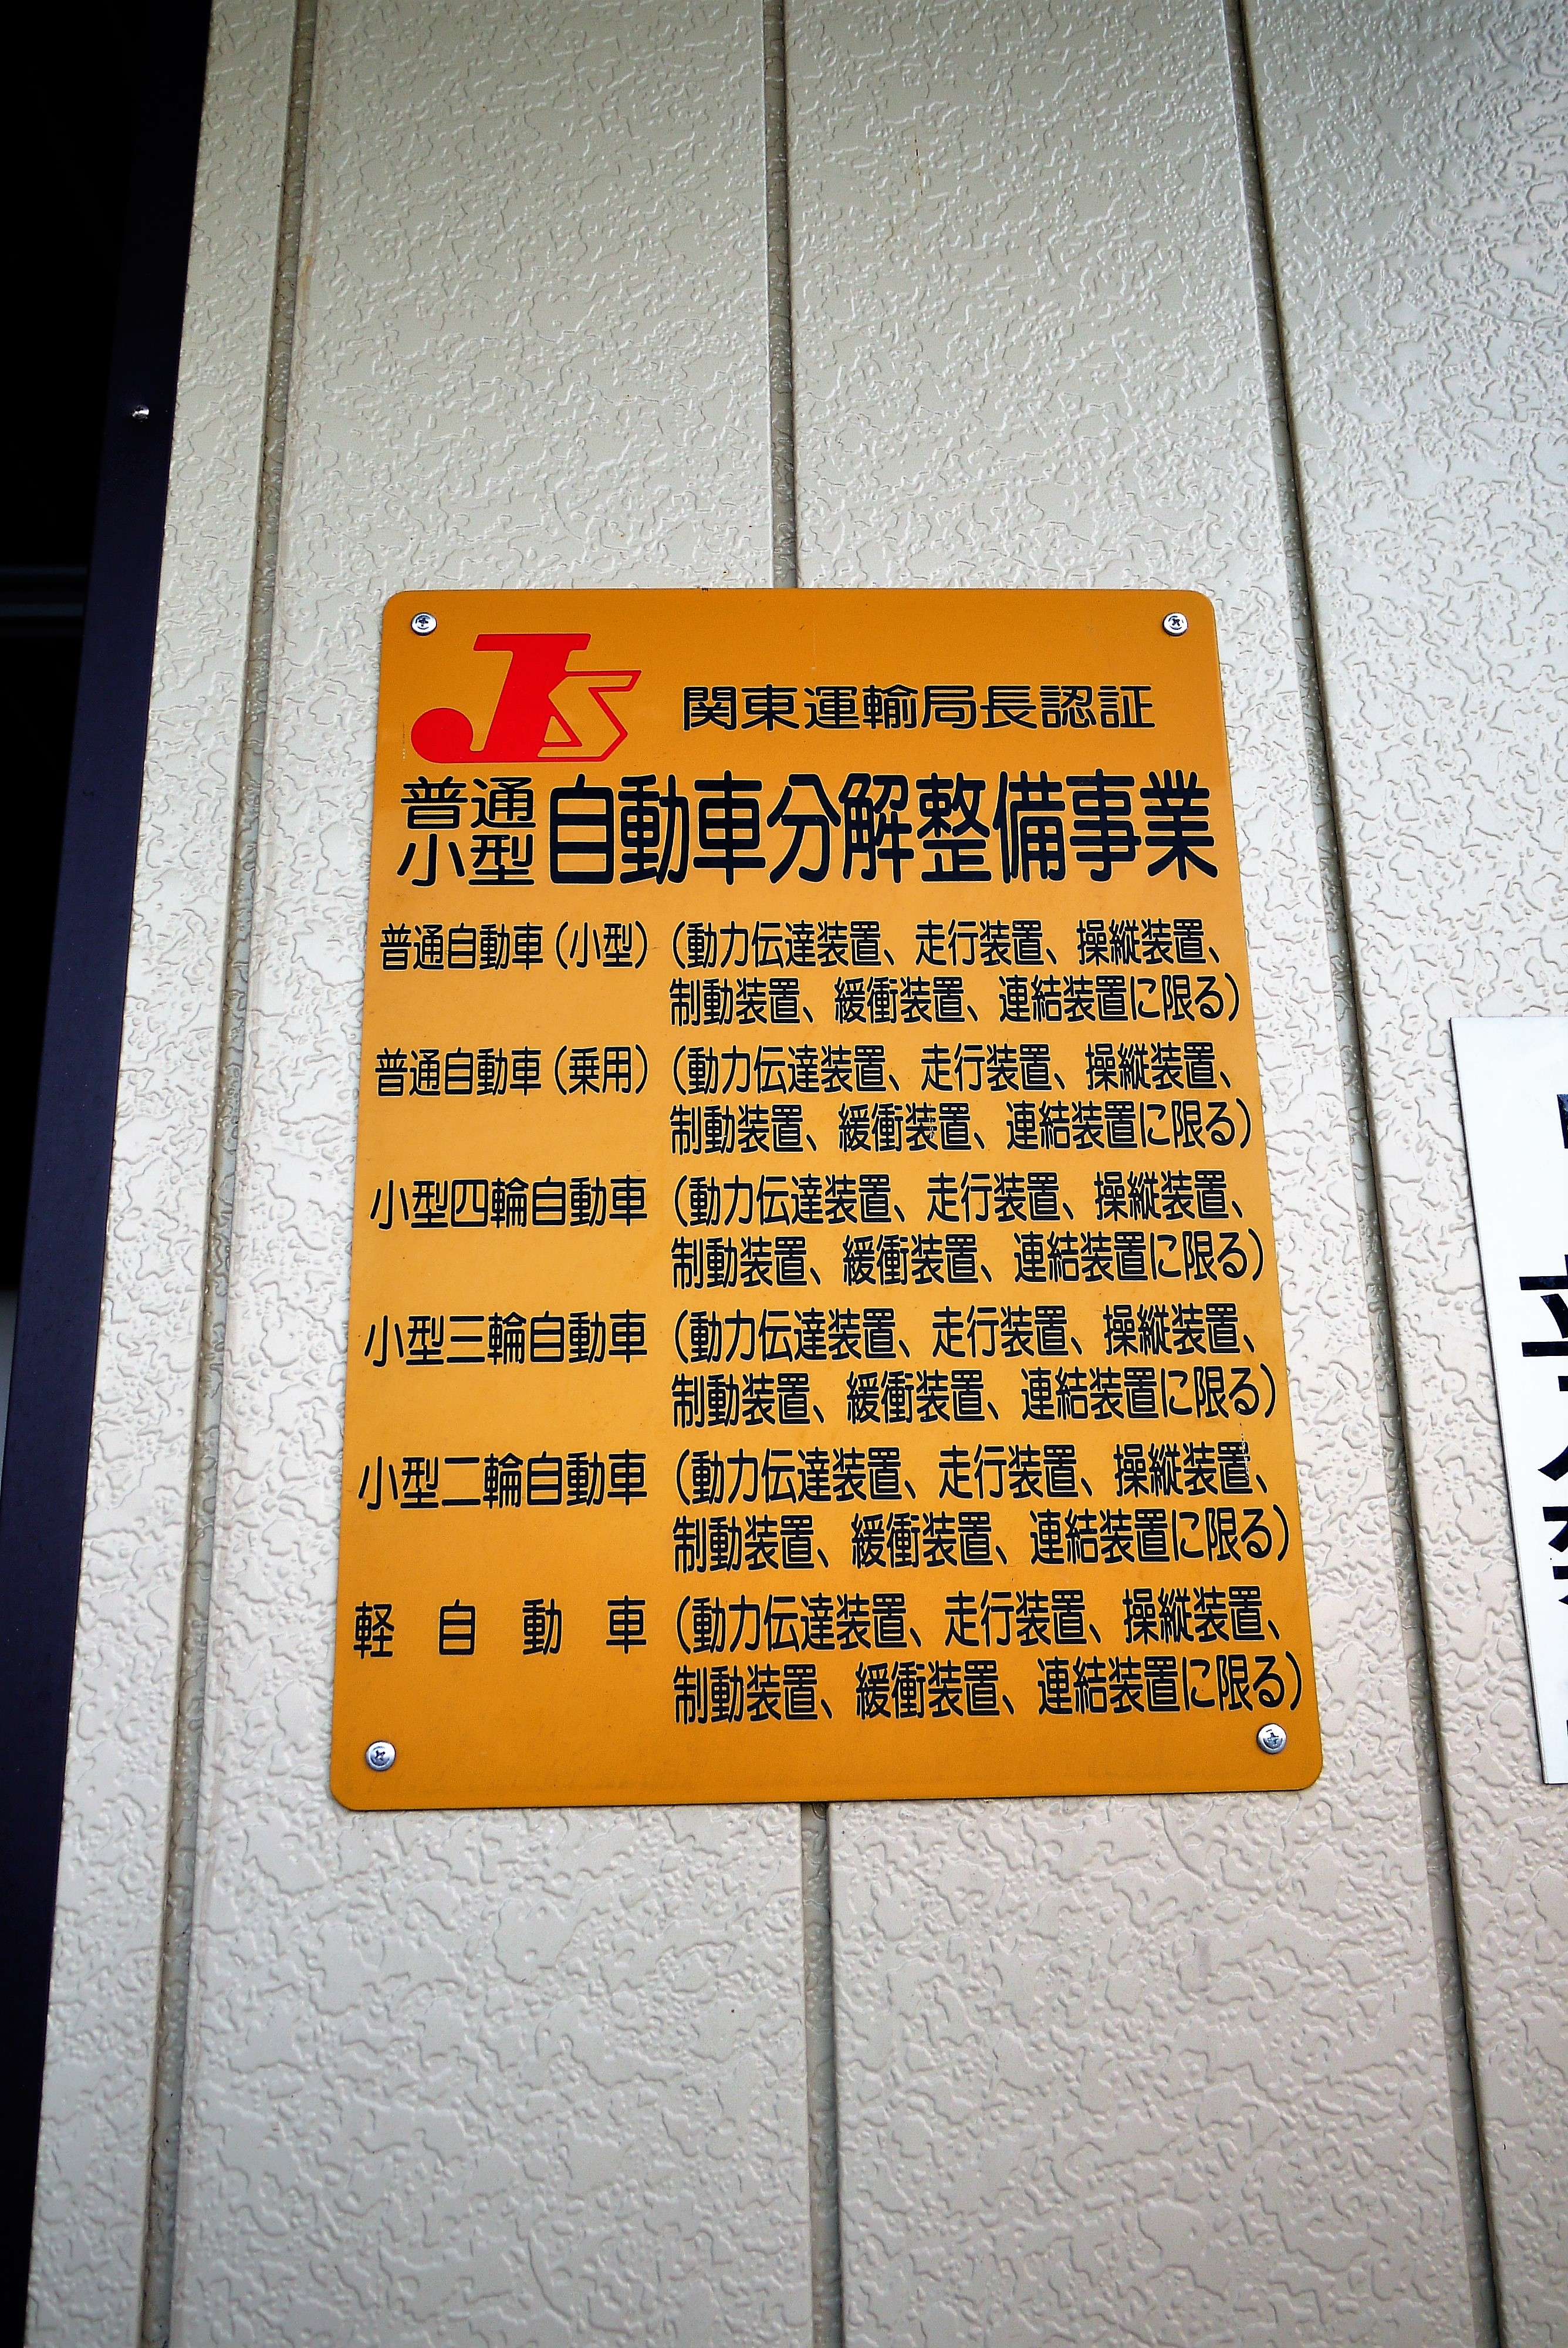 JS 関東運輸局長認証
普通
小型 自動車分解整備事業
普通自動車(小型) (動力伝達装置、走行装置、操縦装置、
制動装置、緩衝装置、連結装置に限る)
普通自動車(乗用) (動力伝達装置、走行装置、操縦装置、
制動装置、緩衝装置、連結装置に限る)
小型四輪自動車 (動力伝達装置、走行装置、操縦装置、
制動装置、緩衝装置、連結装置に限る)
小型三輪自動車 (動力伝達装置、走行装置、操縦装置、
制動装置、緩衝装置、連結装置に限る)
小型二輪自動車 (動力伝達装置、走行装置、操縦装置、
制動装置、緩衝装置、連結装置に限る)
軽自動車 (動力伝達装置、走行装置、操縦装置、
制動装置、緩衝装置、連結装置に限る)